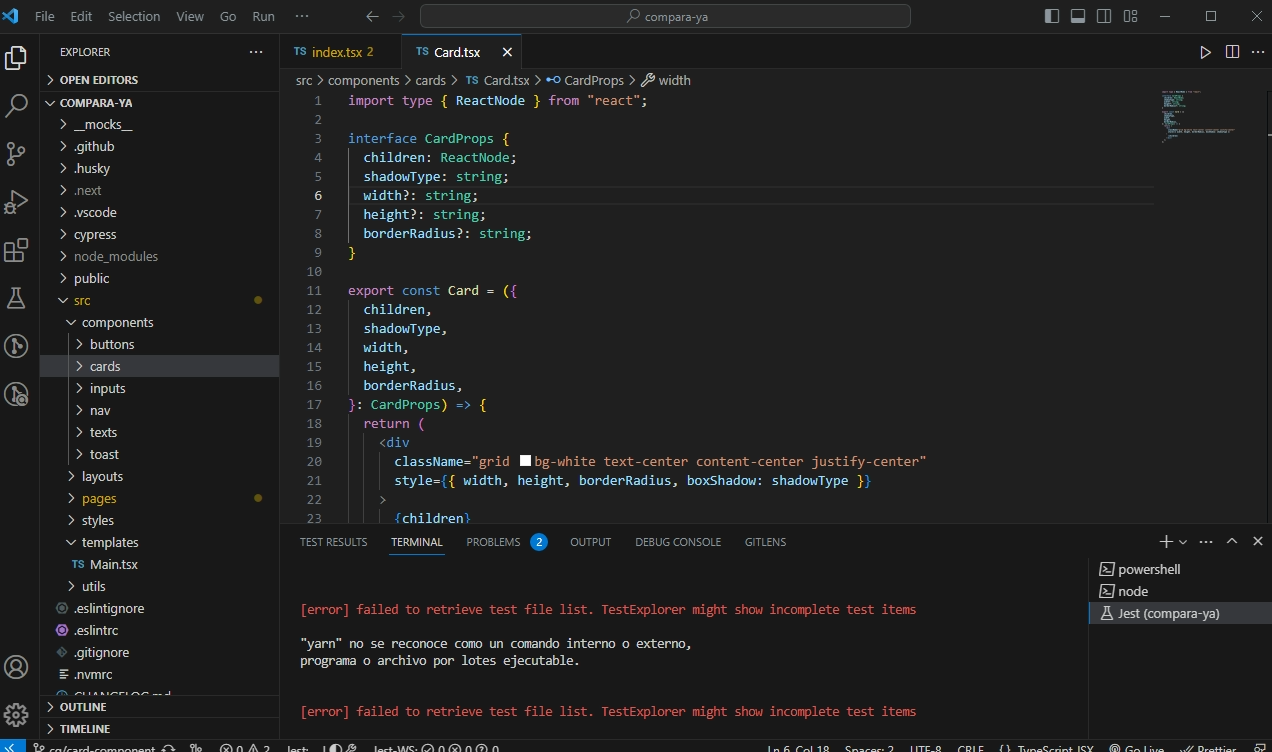 File Edit Selection View Go Run ··· compara-ya
EXPLORER ···
OPEN EDITORS
COMPARA-YA
__mocks__
.github
.husky
.next
.vscode
cypress
node_modules
public
src
components
buttons
cards
inputs
nav
texts
toast
layouts
pages
styles
templates
TS Main.tsx
utils
.eslintignore
.eslintrc
.gitignore
.nvmrc
CHANGELOG.md
OUTLINE
TIMELINE
TS index.tsx 2 TS Card.tsx
src > components > cards > TS Card.tsx > CardProps > width
1 import type { ReactNode } from "react";
2
3 interface CardProps {
4 children: ReactNode;
5 shadowType: string;
6 width?: string;
7 height?: string;
8 borderRadius?: string;
9 }
10
11 export const Card = ({
12 children,
13 shadowType,
14 width,
15 height,
16 borderRadius,
17 }: CardProps) => {
18 return (
19 <div
20 className="grid bg-white text-center content-center justify-center"
21 style={{ width, height, borderRadius, boxShadow: shadowType }}
22 >
23 {children}
TEST RESULTS TERMINAL PROBLEMS 2 OUTPUT DEBUG CONSOLE GITLENS
[error] failed to retrieve test file list. TestExplorer might show incomplete test items
"yarn" no se reconoce como un comando interno o externo,
programa o archivo por lotes ejecutable.
[error] failed to retrieve test file list. TestExplorer might show incomplete test items
powershell
node
Jest (compara-ya)
cg/card-component 0 2 Jest: Jest-WS: 0 0 0 Ln 6, Col 18 Spaces: 2 UTF-8 CRLF {} TypeScript JSX Go Live Prettier